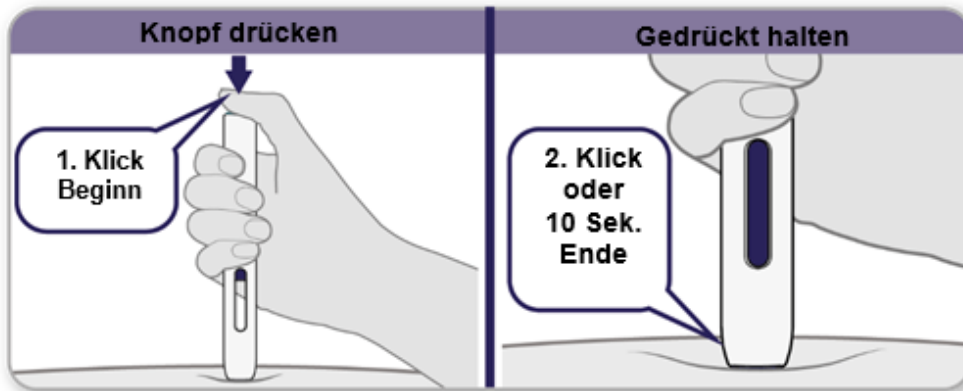 Knopf drücken
1. Klick
Beginn
Gedrückt halten
2. Klick
oder
10 Sek.
Ende